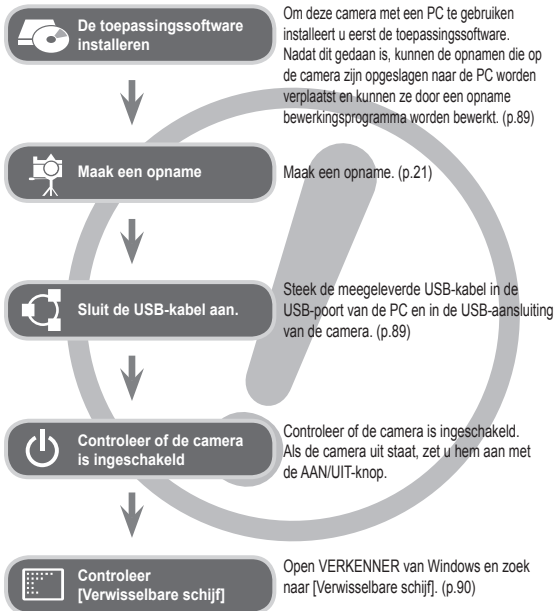 De toepassingssoftware
installeren
Om deze camera met een PC te gebruiken
installeert u eerst de toepassingssoftware.
Nadat dit gedaan is, kunnen de opnamen die op
de camera zijn opgeslagen naar de PC worden
verplaatst en kunnen ze door een opname
bewerkingsprogramma worden bewerkt. (p.89)
Maak een opname
Maak een opname. (p.21)
Sluit de USB-kabel aan.
Steek de meegeleverde USB-kabel in de
USB-poort van de PC en in de USB-aansluiting
van de camera. (p.89)
Controleer of de camera
is ingeschakeld
Controleer of de camera is ingeschakeld.
Als de camera uit staat, zet u hem aan met
de AAN/UIT-knop.
Controleer
[Verwisselbare schijf]
Open VERKENNER van Windows en zoek
naar [Verwisselbare schijf]. (p.90)